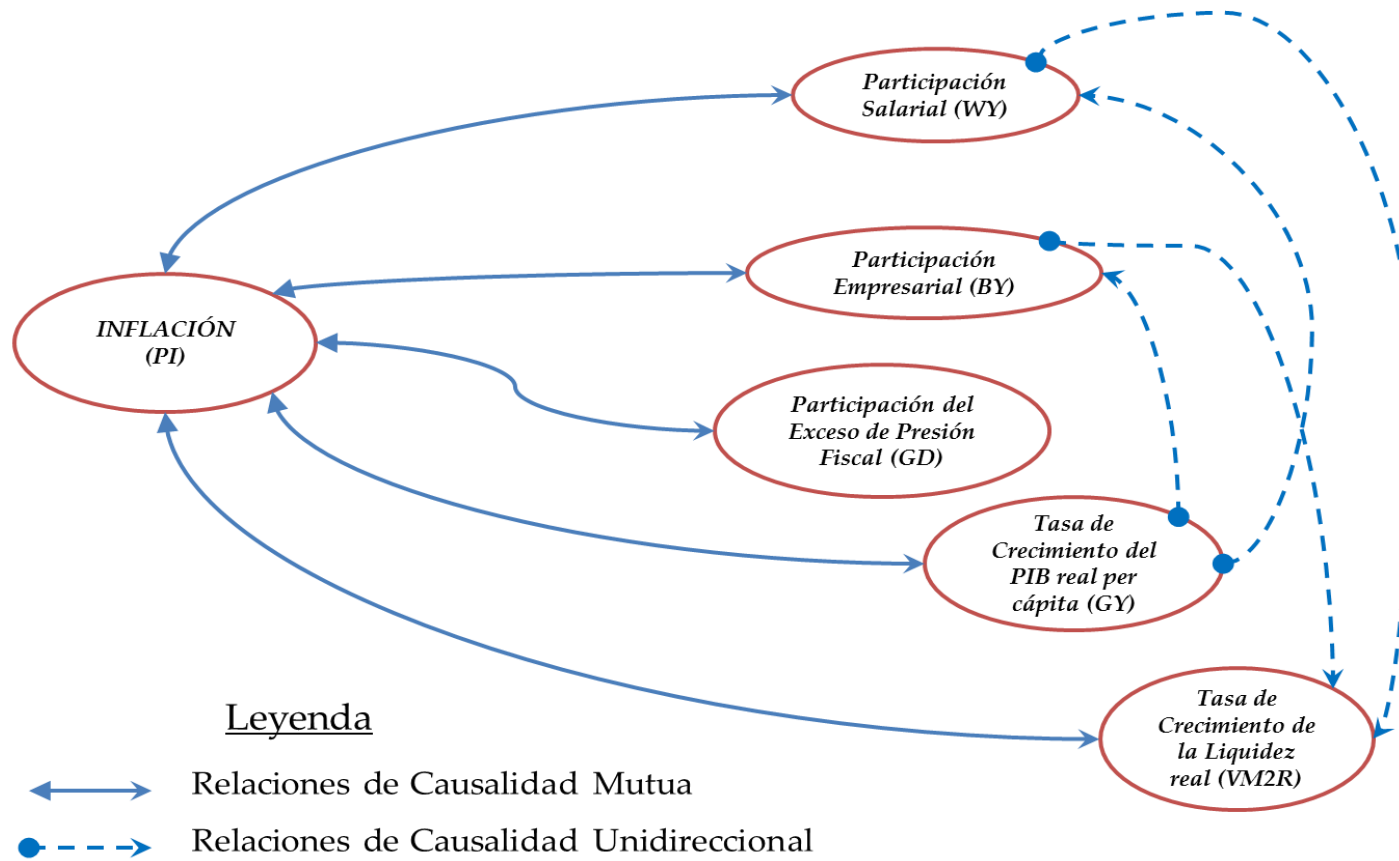 Participación
Salarial (WY)
Participación
Empresarial (BY)
INFLACIÓN
(PI)
Participación del
Exceso de Presión
Fiscal (GD)
Tasa de
Crecimiento del
PIB real per
cápita (GY)
Tasa de
Crecimiento de
la Liquidez
real (VM2R)
Leyenda
Relaciones de Causalidad Mutua
Relaciones de Causalidad Unidireccional